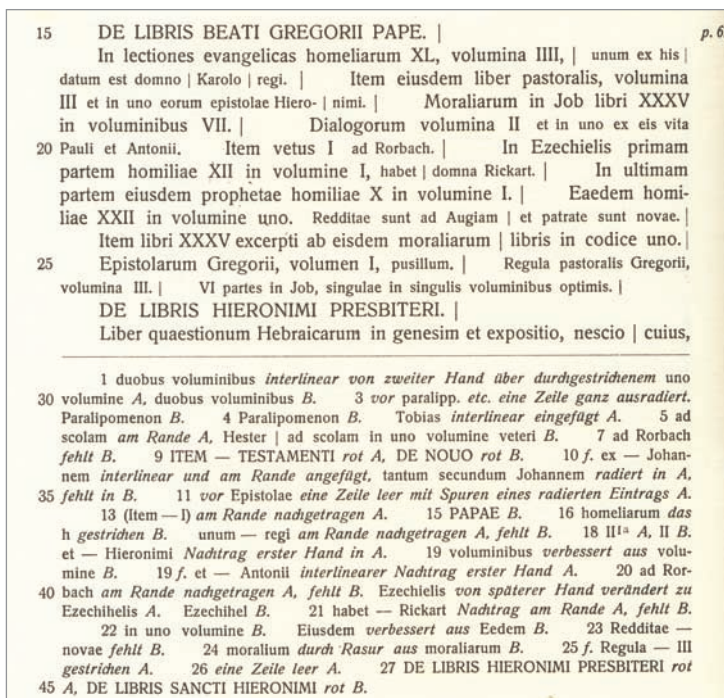 15 DE LIBRIS BEATI GREGORII PAPE. | p. 6
In lectiones evangelicas homeliarum XL, volumina IIII, | unum ex his |
datum est domno | Karolo | regi. | Item eiusdem liber pastoralis, volumina
III et in uno eorum epistolae Hiero- | nimi. | Moraliarum in Job libri XXXV
in voluminibus VII. | Dialogorum volumina II et in uno ex eis vita
20 Pauli et Antonii. Item vetus I ad Rorbach. | In Ezechielis primam
partem homiliae XII in volumine I, habet | domna Rickart. | In ultimam
partem eiusdem prophetae homiliae X in volumine I. | Eaedem homi-
liae XXII in volumine uno. Redditae sunt ad Augiam | et patrate sunt novae. |
Item libri XXXV excerpti ab eisdem moraliarum | libris in codice uno. |
25 Epistolarum Gregorii, volumen I, pusillum. | Regula pastoralis Gregorii,
volumina III. | VI partes in Job, singulae in singulis voluminibus optimis. |
DE LIBRIS HIERONIMI PRESBITERI. |
Liber quaestionum Hebraicarum in genesim et expositio, nescio | cuius,
1 duobus voluminibus interlinear von zweiter Hand über durchgestrichenem uno
30 volumine A, duobus voluminibus B. 3 vor paralipp. etc. eine Zeile ganz ausradiert.
Paralipomenon B. 4 Paralipomenon B. Tobias interlinear eingefügt A. 5 ad
scolam am Rande A, Hester | ad scolam in uno volumine veteri B. 7 ad Rorbach
fehlt B. 9 ITEM — TESTAMENTI rot A, DE NOUO rot B. 10 f. ex — Johan-
nem interlinear und am Rande angefügt, tantum secundum Johannem radiert in A,
35 fehlt in B. 11 vor Epistolae eine Zeile leer mit Spuren eines radierten Eintrags A.
13 (Item — I) am Rande nachgetragen A. 15 PAPAE B. 16 homeliarum das
h gestrichen B. unum — regi am Rande nachgetragen A, fehlt B. 18 IIIᵃ A, II B.
et — Hieronimi Nachtrag erster Hand in A. 19 voluminibus verbessert aus volu-
mine B. 19 f. et — Antonii interlinearer Nachtrag erster Hand A. 20 ad Ror-
40 bach am Rande nachgetragen A, fehlt B. Ezechielis von späterer Hand verändert zu
Ezechihelis A. Ezechihel B. 21 habet — Rickart Nachtrag am Rande A, fehlt B.
22 in uno volumine B. Eiusdem verbessert aus Eedem B. 23 Redditae —
novae fehlt B. 24 moralium durch Rasur aus moraliarum B. 25 f. Regula — III
gestrichen A. 26 eine Zeile leer A. 27 DE LIBRIS HIERONIMI PRESBITERI rot
45 A, DE LIBRIS SANCTI HIERONIMI rot B.